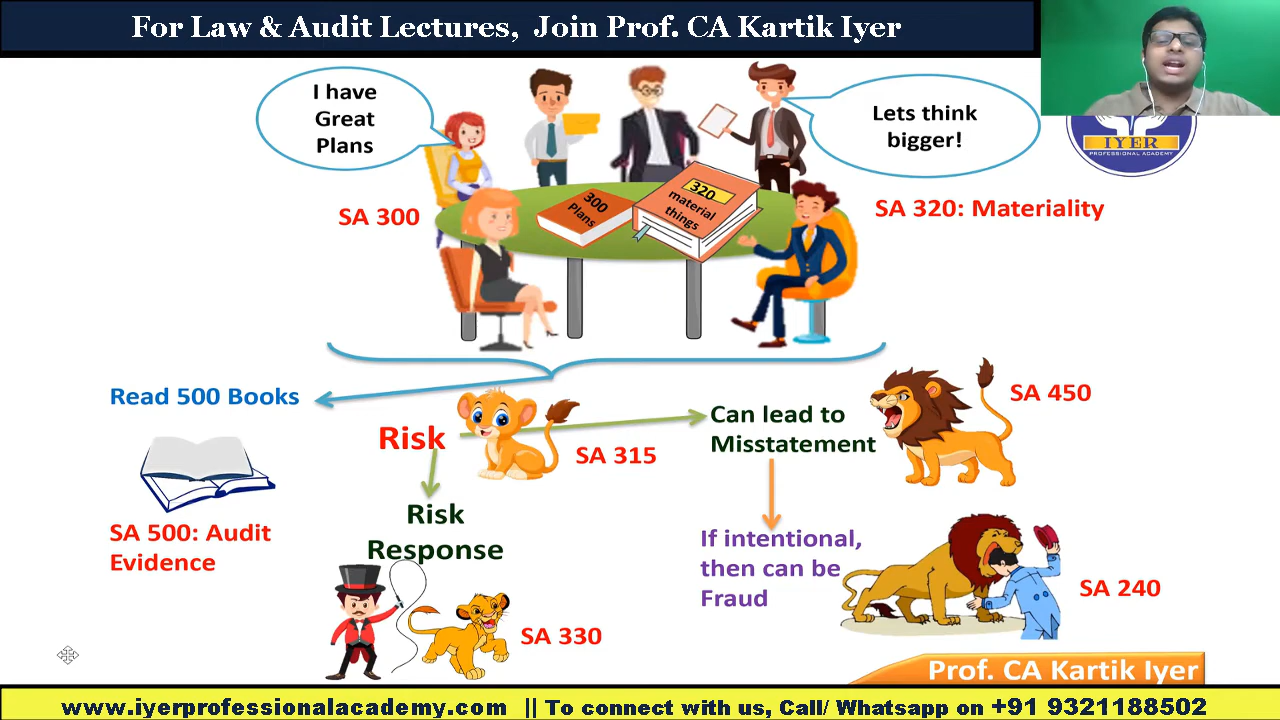 For Law & Audit Lectures,  Join Prof. CA Kartik Iyer
I have
Great
Plans
Lets think
bigger!
IYER
PROFESSIONAL ACADEMY
SA 300
300
Plans
320
material
things
SA 320: Materiality
Read 500 Books
SA 500: Audit
Evidence
Risk
SA 315
Can lead to
Misstatement
SA 450
Risk
Response
SA 330
If intentional,
then can be
Fraud
SA 240
Prof. CA Kartik Iyer
www.iyerprofessionalacademy.com  || To connect with us, Call/ Whatsapp on +91 9321188502